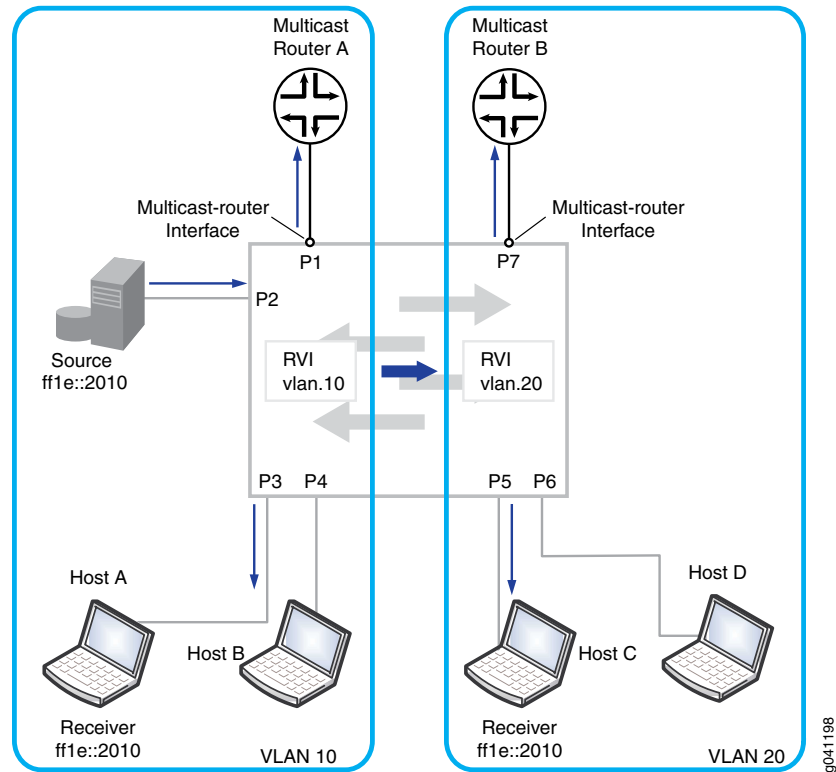 Multicast
Router A
Multicast
Router B
Multicast-router
Interface
Multicast-router
Interface
P1
P7
P2
Source
ff1e::2010
RVI
vlan.10
RVI
vlan.20
P3
P4
P5
P6
Host A
Host B
Host C
Host D
Receiver
ff1e::2010
VLAN 10
Receiver
ff1e::2010
VLAN 20
g041198